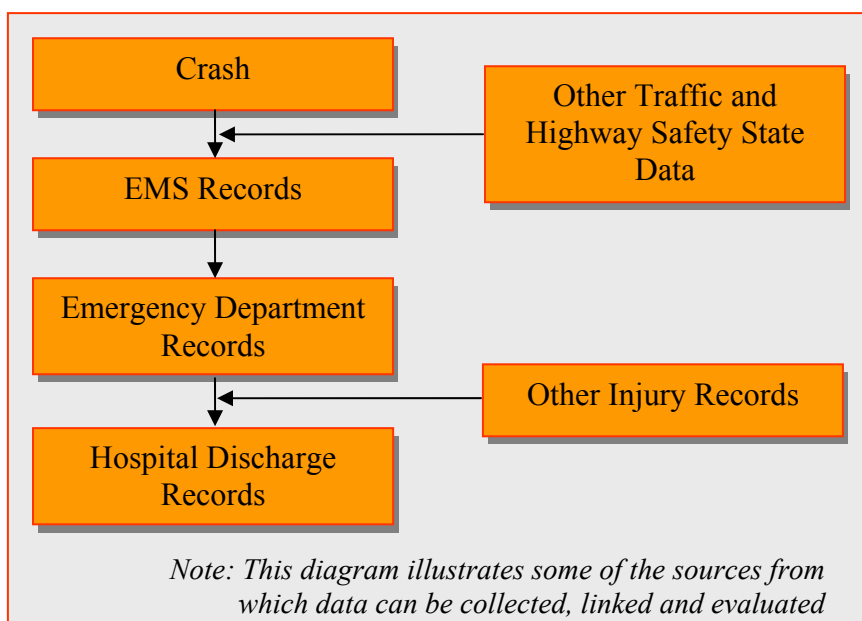 Crash
Other Traffic and
Highway Safety State
Data
EMS Records
Emergency Department
Records
Other Injury Records
Hospital Discharge
Records
Note: This diagram illustrates some of the sources from
which data can be collected, linked and evaluated